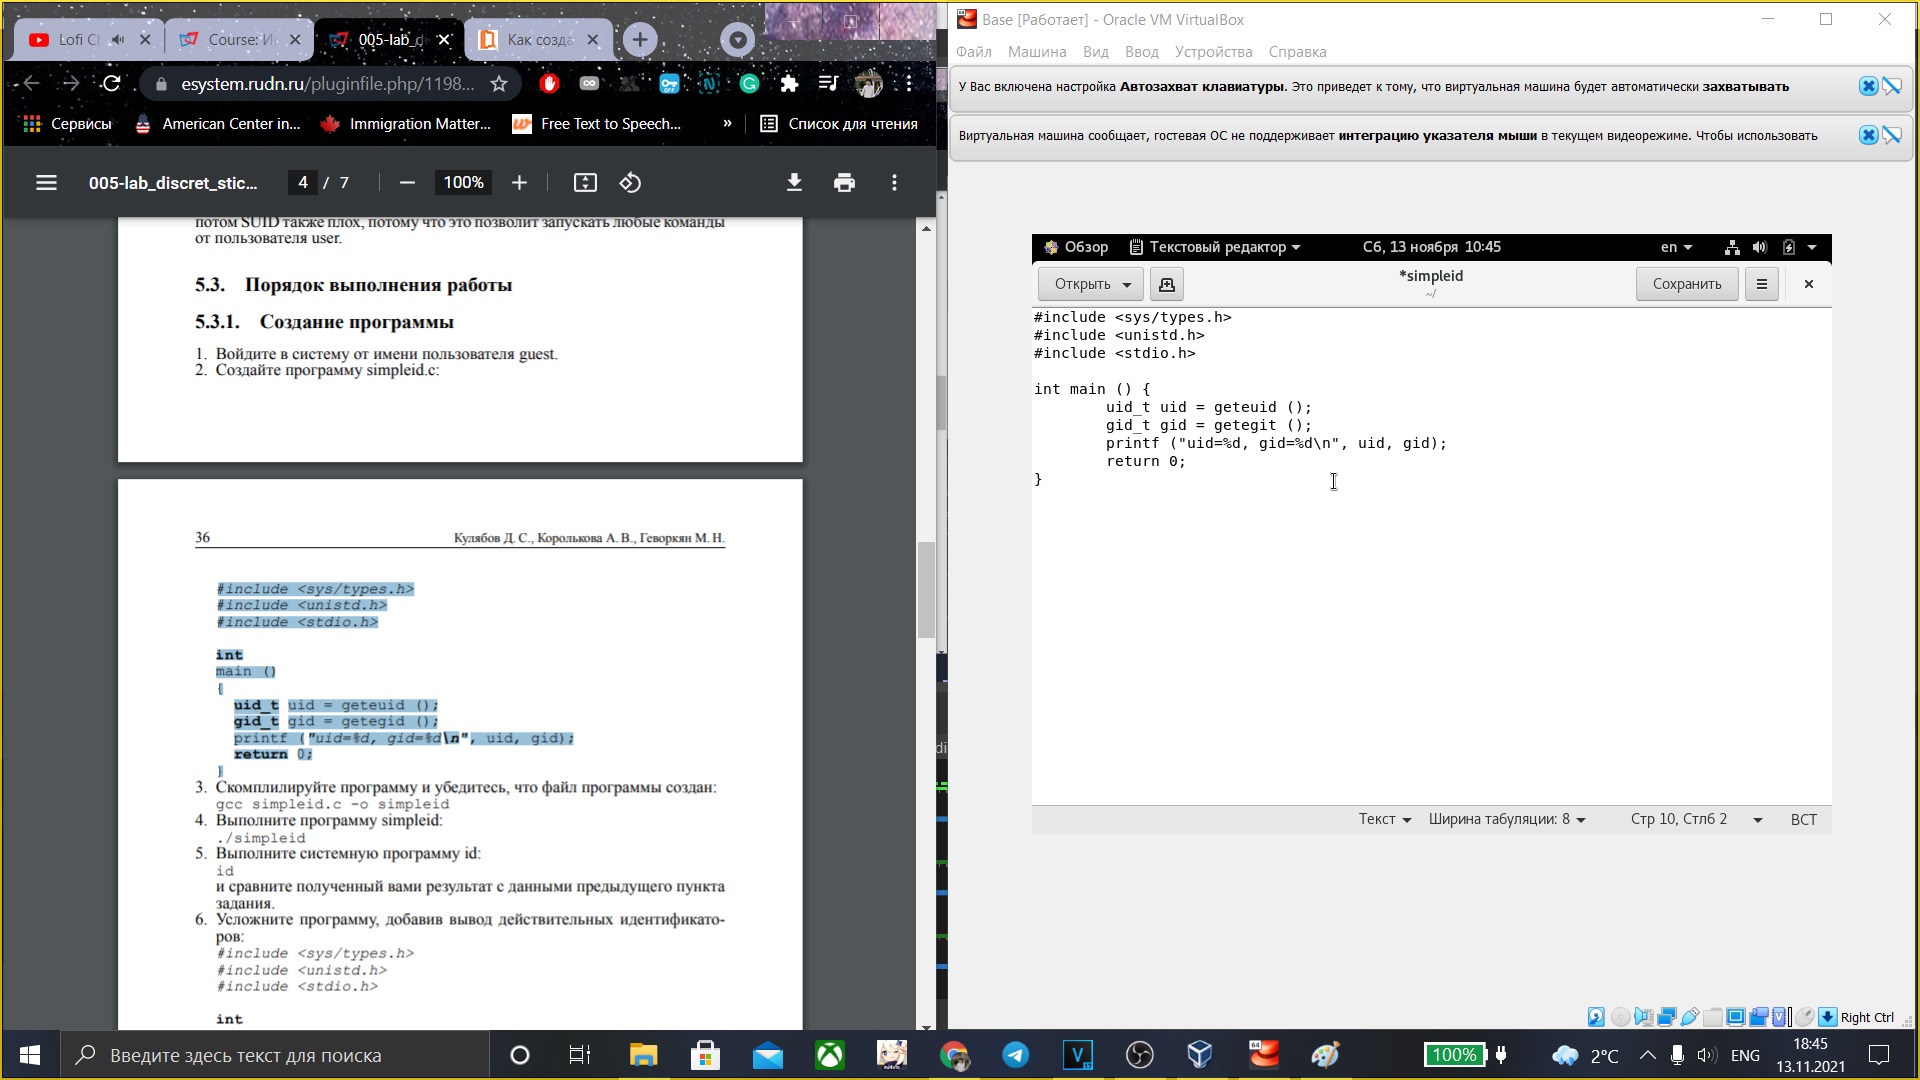 Lofi Cl
Course: И
005-lab_d
Как созда
esystem.rudn.ru/pluginfile.php/1198...
Сервисы
American Center in...
Immigration Matter...
Free Text to Speech...
»
Список для чтения
005-lab_discret_stic...
4 / 7
100%
потом SUID также плох, потому что это позволит запускать любые команды
от пользователя user.
5.3. Порядок выполнения работы
5.3.1. Создание программы
1. Войдите в систему от имени пользователя guest.
2. Создайте программу simpleid.c:
36 Кулябов Д. С., Королькова А. В., Геворкян М. Н.
#include <sys/types.h>
#include <unistd.h>
#include <stdio.h>
int
main ()
{
uid_t uid = geteuid ();
gid_t gid = getegid ();
printf ("uid=%d, gid=%d\n", uid, gid);
return 0;
}
3. Скомплилируйте программу и убедитесь, что файл программы создан:
gcc simpleid.c -o simpleid
4. Выполните программу simpleid:
./simpleid
5. Выполните системную программу id:
id
и сравните полученный вами результат с данными предыдущего пункта
задания.
6. Усложните программу, добавив вывод действительных идентификато-
ров:
#include <sys/types.h>
#include <unistd.h>
#include <stdio.h>
int
Base [Работает] - Oracle VM VirtualBox
Файл Машина Вид Ввод Устройства Справка
У Вас включена настройка Автозахват клавиатуры. Это приведет к тому, что виртуальная машина будет автоматически захватывать
Виртуальная машина сообщает, гостевая ОС не поддерживает интеграцию указателя мыши в текущем видеорежиме. Чтобы использовать
Обзор Текстовый редактор Сб, 13 ноября 10:45 en
Открыть *simpleid Сохранить
~/
#include <sys/types.h>
#include <unistd.h>
#include <stdio.h>
int main () {
uid_t uid = geteuid ();
gid_t gid = getegit ();
printf ("uid=%d, gid=%d\n", uid, gid);
return 0;
}
Текст Ширина табуляции: 8 Стр 10, Стлб 2 ВСТ
Right Ctrl
Введите здесь текст для поиска
100%
2°C
ENG
18:45
13.11.2021